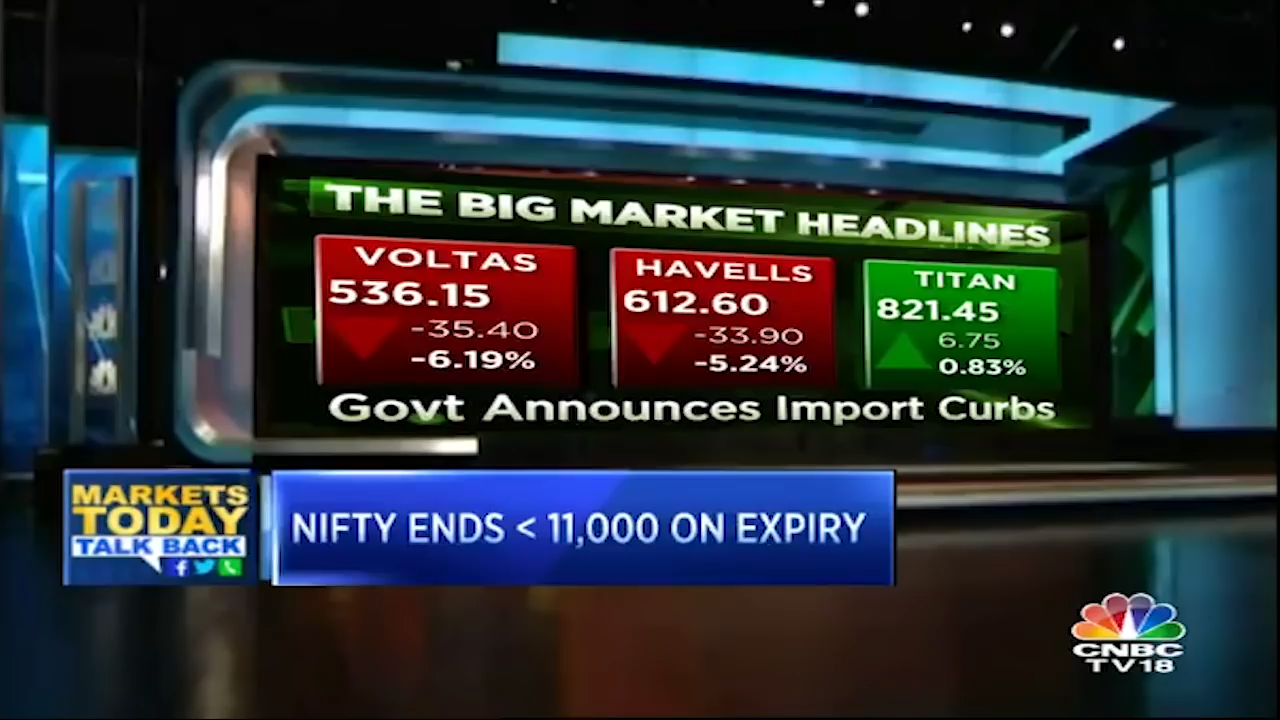 THE BIG MARKET HEADLINES
VOLTAS
536.15
-35.40
-6.19%
HAVELLS
612.60
-33.90
-5.24%
TITAN
821.45
6.75
0.83%
Govt Announces Import Curbs
MARKETS
TODAY
TALK BACK
NIFTY ENDS < 11,000 ON EXPIRY
CNBC
TV18